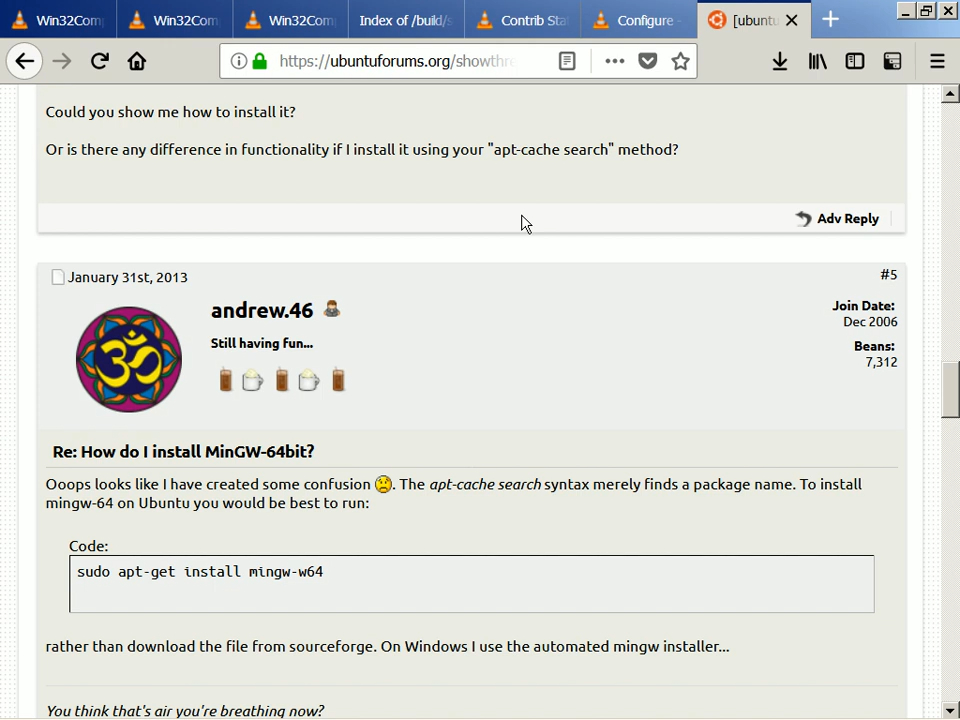 Win32Com
Win32Com
Win32Com
Index of /build/s
Contrib Sta
Configure -
[ubuntu
https://ubuntuforums.org/showthre
Could you show me how to install it?
Or is there any difference in functionality if I install it using your "apt-cache search" method?
Adv Reply
January 31st, 2013
#5
andrew.46
Still having fun...
Join Date:
Dec 2006
Beans:
7,312
Re: How do I install MinGW-64bit?
Ooops looks like I have created some confusion . The apt-cache search syntax merely finds a package name. To install
mingw-64 on Ubuntu you would be best to run:
Code:
sudo apt-get install mingw-w64
rather than download the file from sourceforge. On Windows I use the automated mingw installer...
You think that's air you're breathing now?